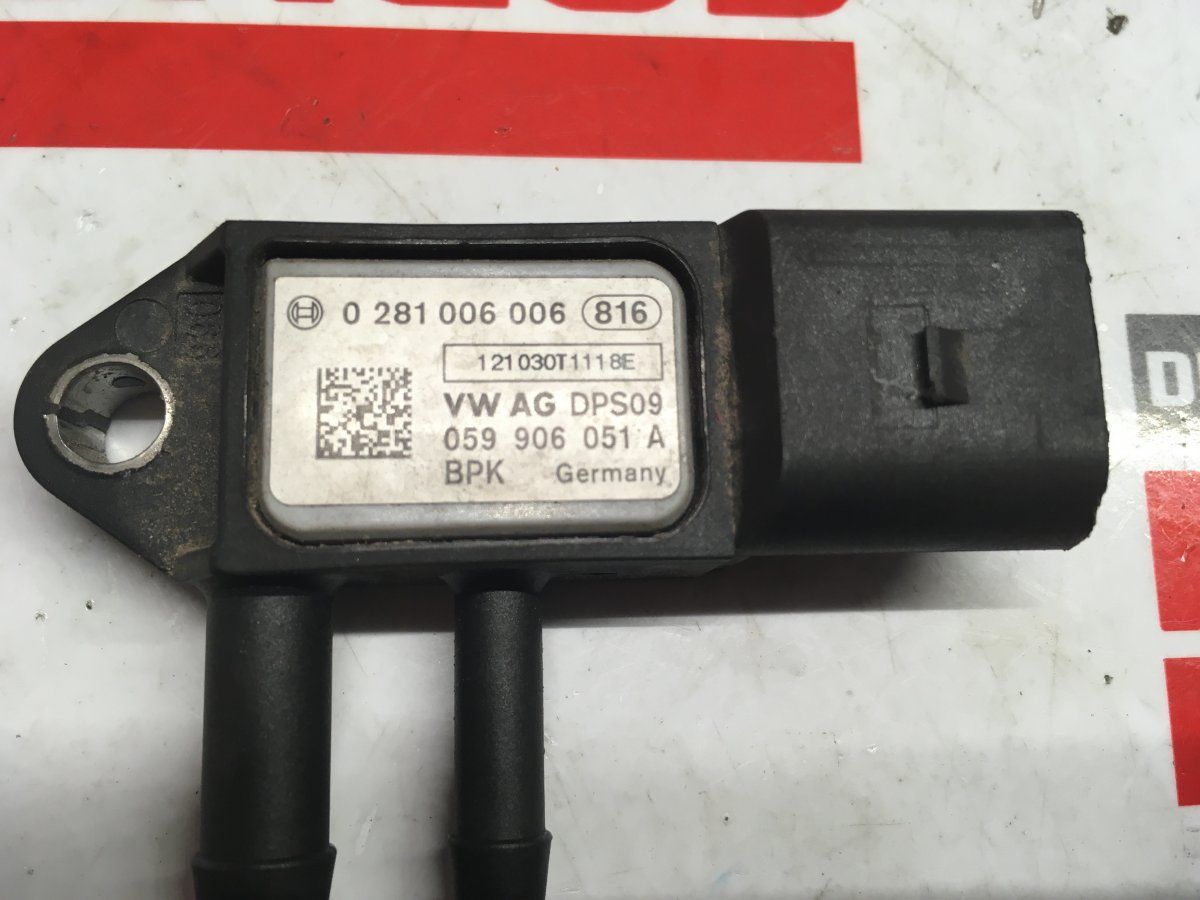 0 281 006 006 816
121030T1118E
VW AG DPS09
059 906 051 A
BPK Germany